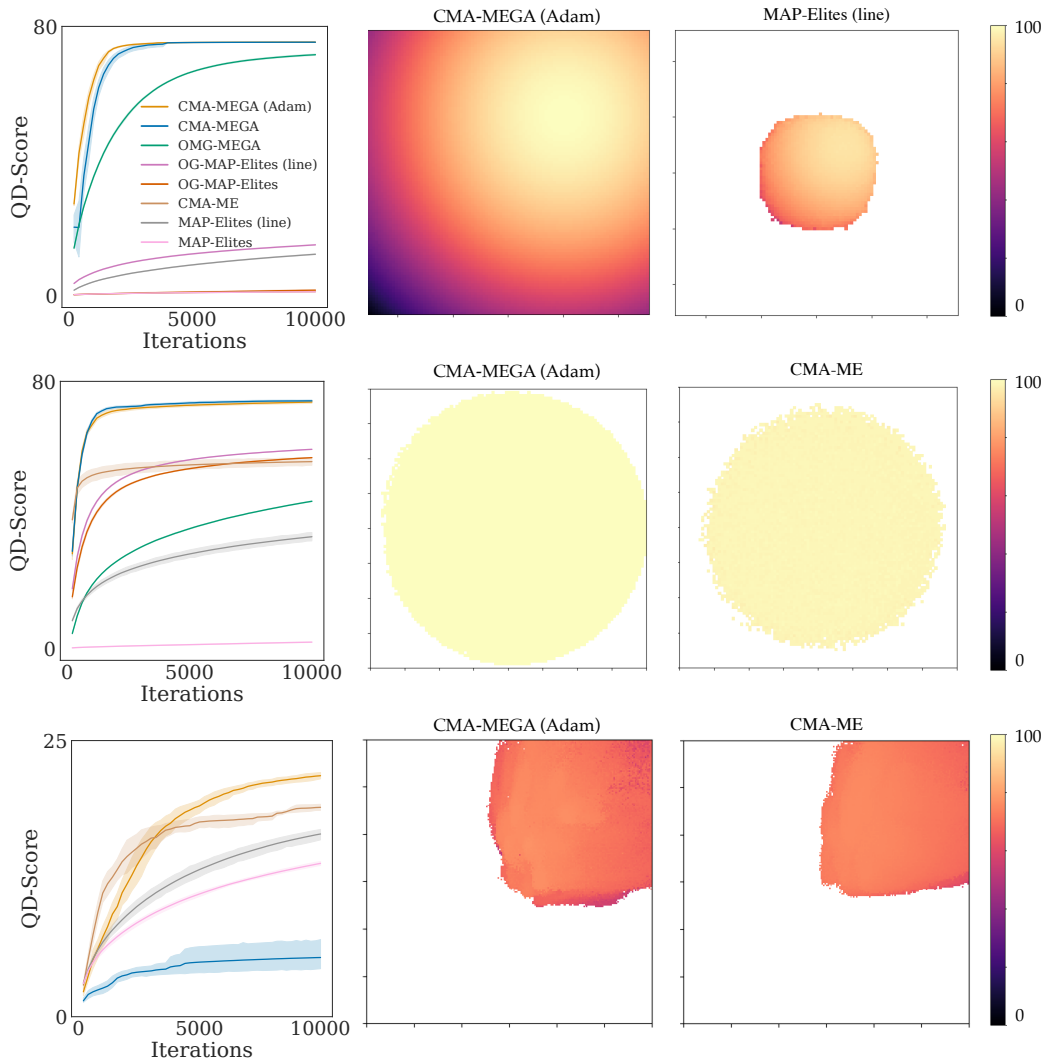 CMA-MEGA (Adam)
MAP-Elites (line)
80
QD-Score
0
CMA-MEGA (Adam)
CMA-MEGA
OMG-MEGA
OG-MAP-Elites (line)
OG-MAP-Elites
CMA-ME
MAP-Elites (line)
MAP-Elites
0
5000
10000
Iterations
100
0
CMA-MEGA (Adam)
CMA-ME
80
QD-Score
0
0
5000
10000
Iterations
100
0
CMA-MEGA (Adam)
CMA-ME
25
QD-Score
0
0
5000
10000
Iterations
100
0